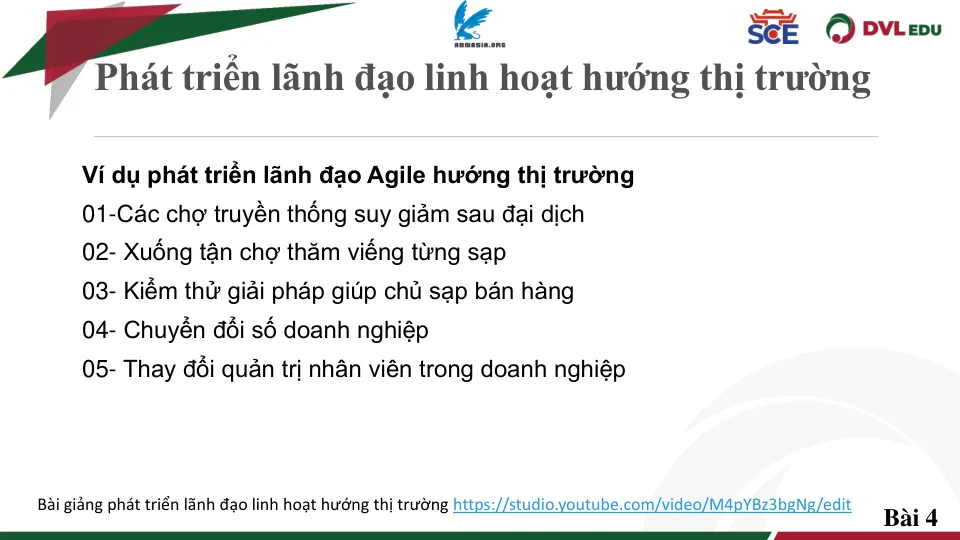 ARMASIA.ORG
SCE
DVL EDU
Phát triển lãnh đạo linh hoạt hướng thị trường
Ví dụ phát triển lãnh đạo Agile hướng thị trường
01-Các chợ truyền thống suy giảm sau đại dịch
02- Xuống tận chợ thăm viếng từng sạp
03- Kiểm thử giải pháp giúp chủ sạp bán hàng
04- Chuyển đổi số doanh nghiệp
05- Thay đổi quản trị nhân viên trong doanh nghiệp
Bài giảng phát triển lãnh đạo linh hoạt hướng thị trường https://studio.youtube.com/video/M4pYBz3bgNg/edit
Bài 4